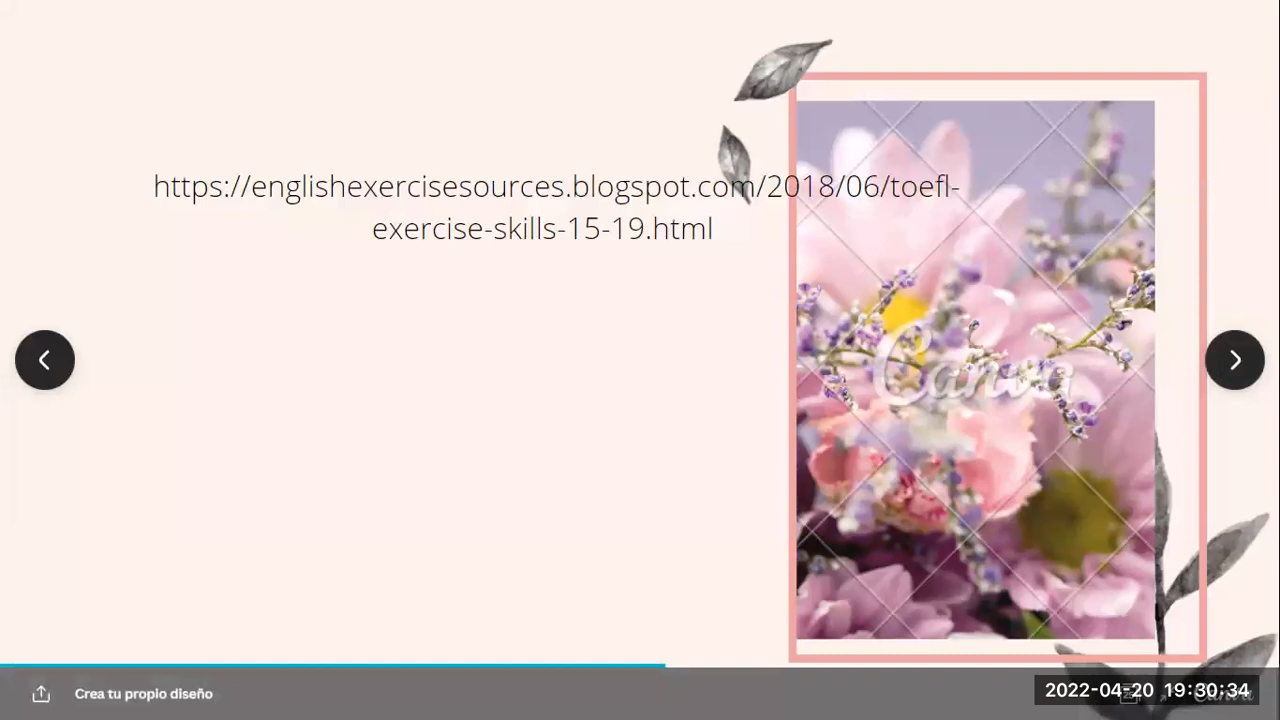 https://englishexercisesources.blogspot.com/2018/06/toefl-
exercise-skills-15-19.html
Canva
Crea tu propio diseño
2022-04-20 19:30:34
Canva